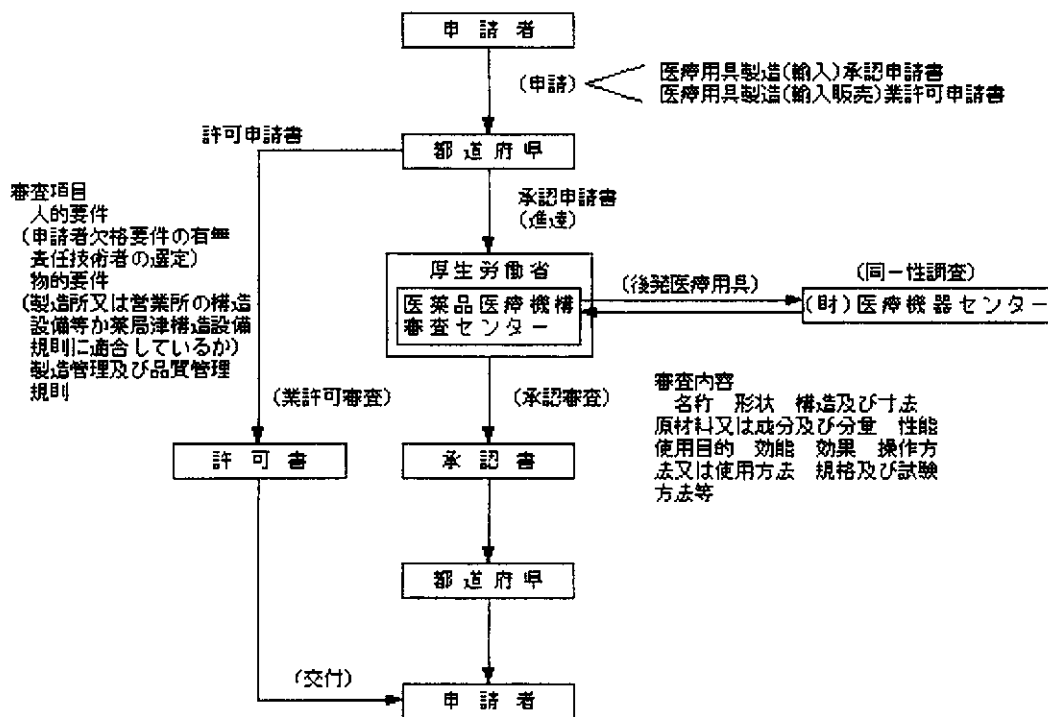 申請者
(申請)
医療用具製造(輸入)承認申請書
医療用具製造(輸入販売)業許可申請書
許可申請書
都道府県
審査項目
人的要件
(申請者欠格要件の有無
責任技術者の選定)
物的要件
(製造所又は営業所の構造
設備等か薬局津構造設備
規則に適合しているか)
製造管理及び品質管理
規則
承認申請書
(進達)
厚生労働省
医薬品医療機構
審査センター
(後発医療用具)
(同一性調査)
(財)医療機器センター
(業許可審査)
(承認審査)
審査内容
名称 形状 構造及び寸法
原材料又は成分及び分量 性能
使用目的 効能 効果 操作方
法又は使用方法 規格及び試験
方法等
許可書
承認書
都道府県
(交付)
申請者